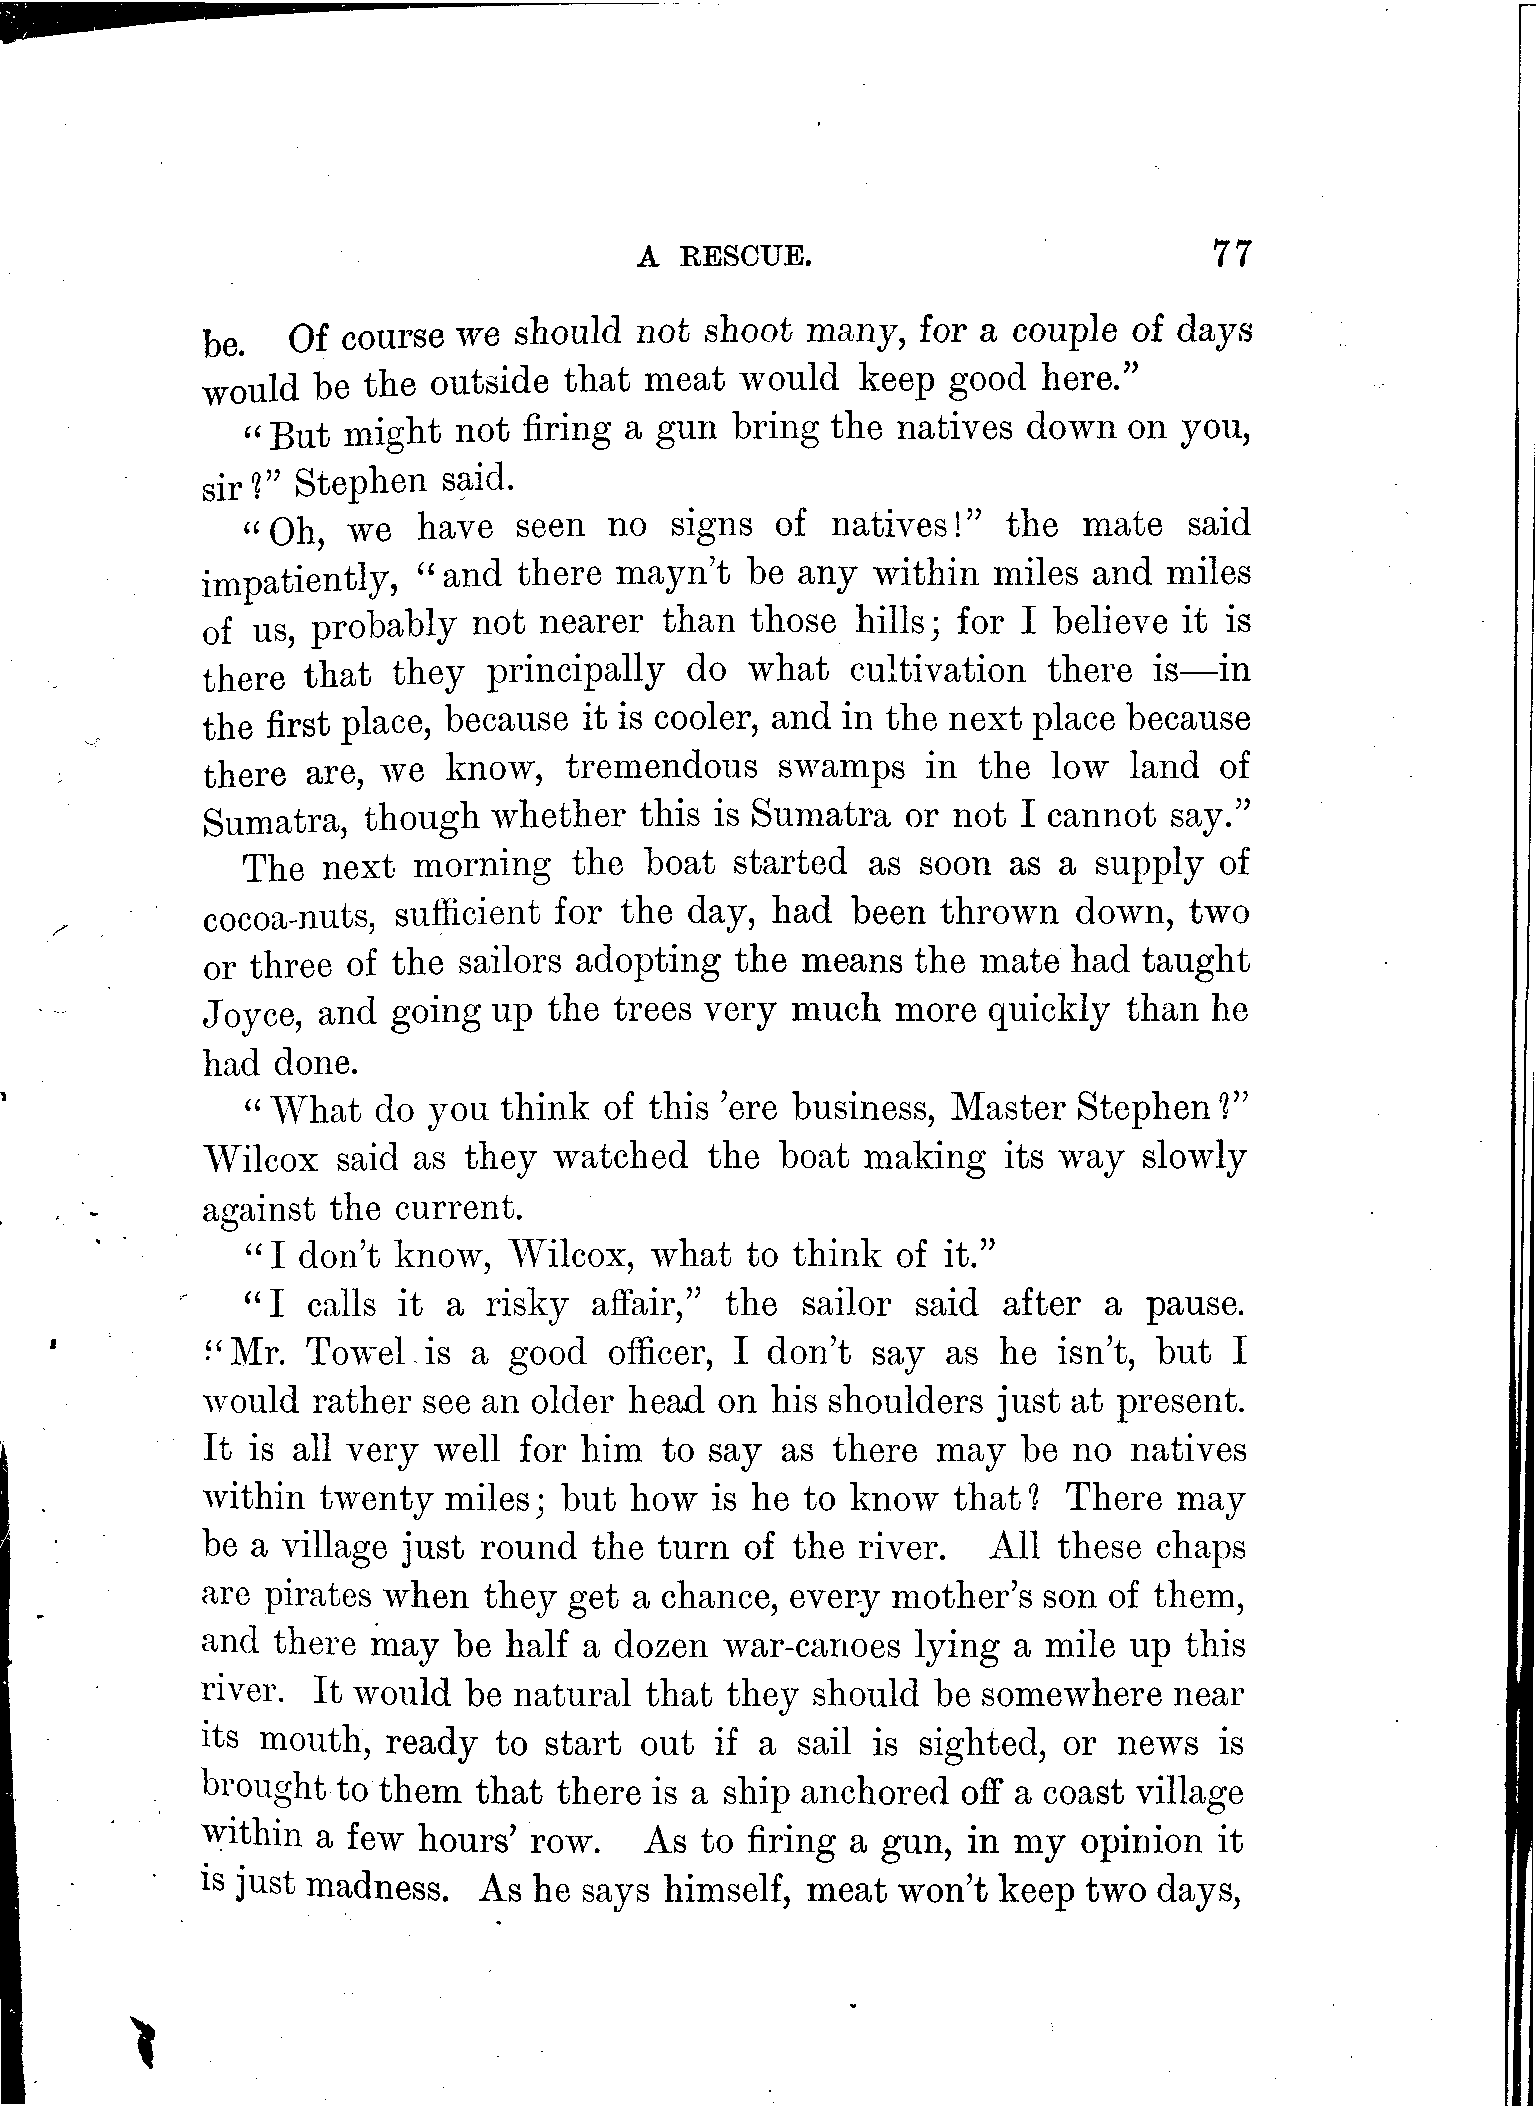 A RESCUE. 77
be. Of course we should not shoot many, for a couple of days
would be the outside that meat would keep good here.”
“But might not firing a gun bring the natives down on you,
sir?” Stephen said.
“Oh, we have seen no signs of natives!” the mate said
impatiently, “and there mayn't be any within miles and miles
of us, probably not nearer than those hills; for I believe it is
there that they principally do what cultivation there is—in
the first place, because it is cooler, and in the next place because
there are, we know, tremendous swamps in the low land of
Sumatra, though whether this is Sumatra or not I cannot say.”
The next morning the boat started as soon as a supply of
cocoa-nuts, sufficient for the day, had been thrown down, two
or three of the sailors adopting the means the mate had taught
Joyce, and going up the trees very much more quickly than he
had done.
“What do you think of this 'ere business, Master Stephen?”
Wilcox said as they watched the boat making its way slowly
against the current.
“I don't know, Wilcox, what to think of it.”
“I calls it a risky affair,” the sailor said after a pause.
“Mr. Towel is a good officer, I don't say as he isn't, but I
would rather see an older head on his shoulders just at present.
It is all very well for him to say as there may be no natives
within twenty miles; but how is he to know that? There may
be a village just round the turn of the river. All these chaps
are pirates when they get a chance, every mother's son of them,
and there may be half a dozen war-canoes lying a mile up this
river. It would be natural that they should be somewhere near
its mouth, ready to start out if a sail is sighted, or news is
brought to them that there is a ship anchored off a coast village
within a few hours' row. As to firing a gun, in my opinion it
is just madness. As he says himself, meat won't keep two days,